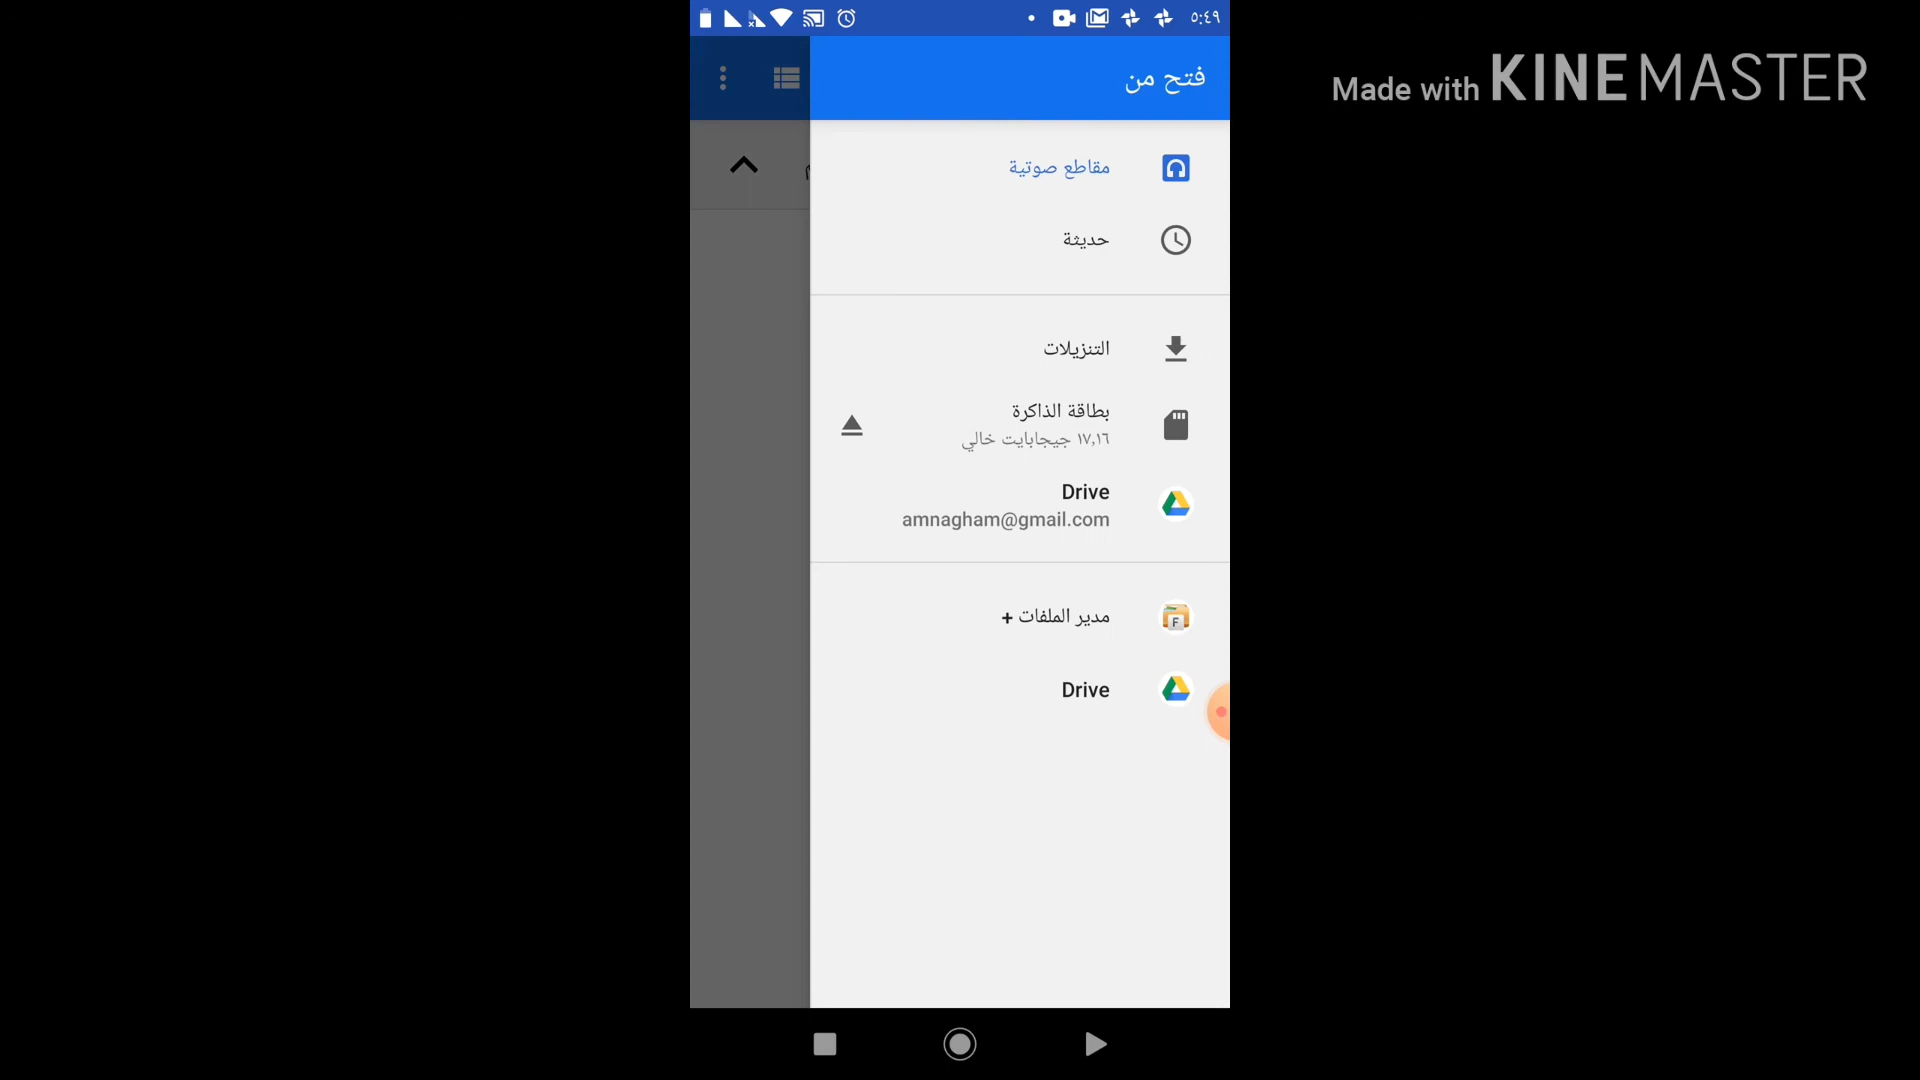 ٥:٤٩
Made with KINEMASTER
فتح من
مقاطع صوتية
حديثة
التنزيلات
بطاقة الذاكرة
١٧,١٦ جيجابايت خالي
Drive
amnagham@gmail.com
مدير الملفات +
Drive